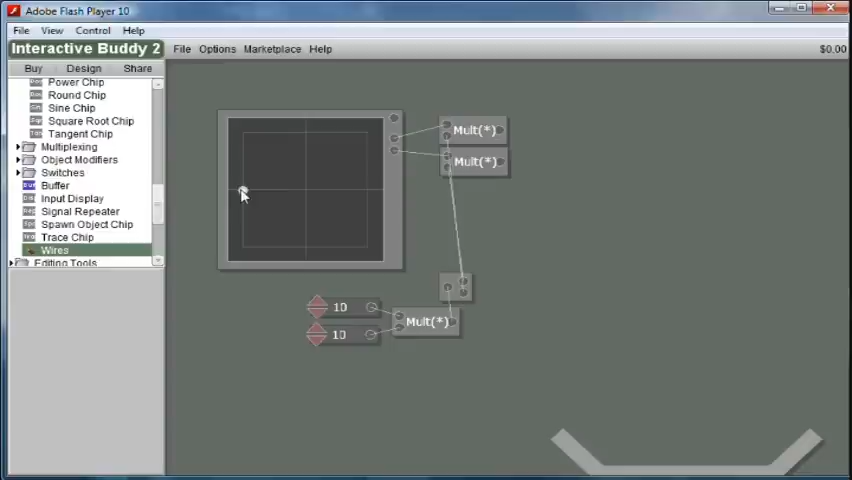 Adobe Flash Player 10
File View Control Help
Interactive Buddy 2
File Options Marketplace Help
$0.00
Buy Design Share
Power Chip
Round Chip
Sine Chip
Square Root Chip
Tangent Chip
Multiplexing
Object Modifiers
Switches
Buffer
Input Display
Signal Repeater
Spawn Object Chip
Trace Chip
Wires
Editing Tools
Mult(*)
Mult(*)
10
Mult(*)
10